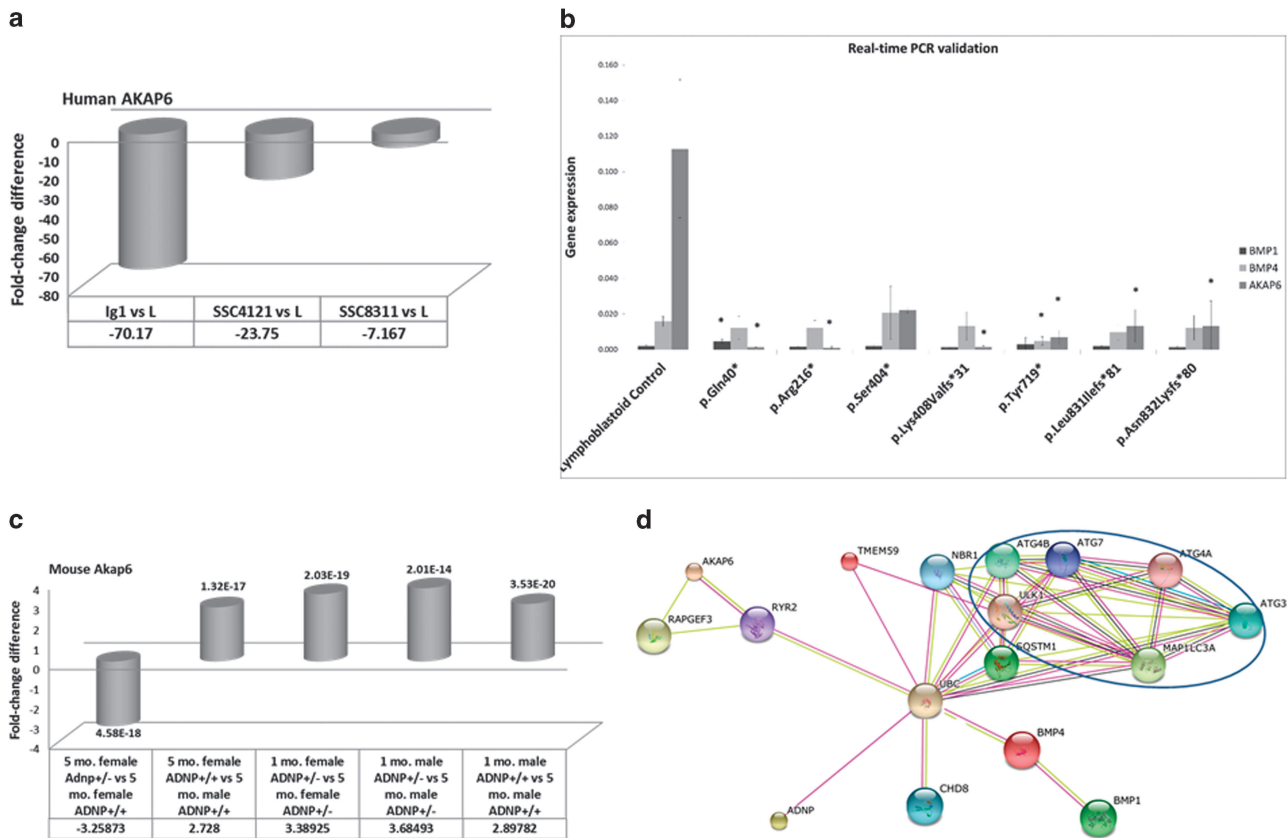 a
Human AKAP6
Fold-change difference
0
-10
-20
-30
-40
-50
-60
-70
-80
Ig1 vs L
SSC4121 vs L
SSC8311 vs L
-70.17
-23.75
-7.167
b
Real-time PCR validation
Gene expression
0.160
0.140
0.120
0.100
0.080
0.060
0.040
0.020
0.000
* * * * * * * *
BMP1
BMP4
AKAP6
Lymphoblastoid Control
p.Gln40*
p.Arg216*
p.Ser404*
p.Lys408Valfs*31
p.Tyr719*
p.Leu831Ilefs*81
p.Asn832Lysfs*80
c
Mouse Akap6
Fold-change difference
4
3
2
1
0
-1
-2
-3
-4
4.58E-18
1.32E-17
2.03E-19
2.01E-14
3.53E-20
5 mo. female
Adnp+/- vs 5
mo. female
ADNP+/+
5 mo. female
ADNP+/+ vs 5
mo. male
ADNP+/+
1 mo. female
ADNP+/- vs 5
mo. female
ADNP+/-
1 mo. male
ADNP+/- vs 5
mo. male
ADNP+/-
1 mo. male
ADNP+/+ vs 5
mo. male
ADNP+/+
-3.25873
2.728
3.38925
3.68493
2.89782
d
AKAP6
RAPGEF3
RYR2
TMEM59
NBR1
ATG4B
ATG7
ATG4A
ULK1
ATG3
SQSTM1
MAP1LC3A
UBC
BMP4
ADNP
CHD8
BMP1